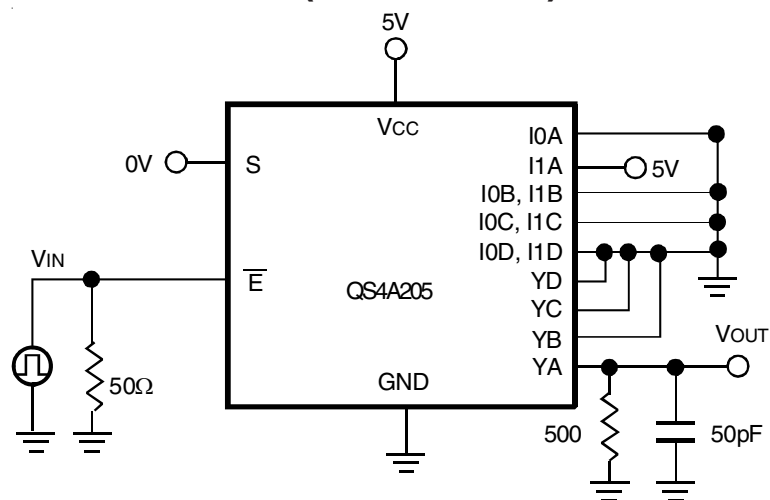 5V
VCC
0V
S
I0A
I1A
5V
I0B, I1B
I0C, I1C
I0D, I1D
VIN
E
QS4A205
YD
YC
YB
VOUT
YA
GND
50Ω
500
50pF